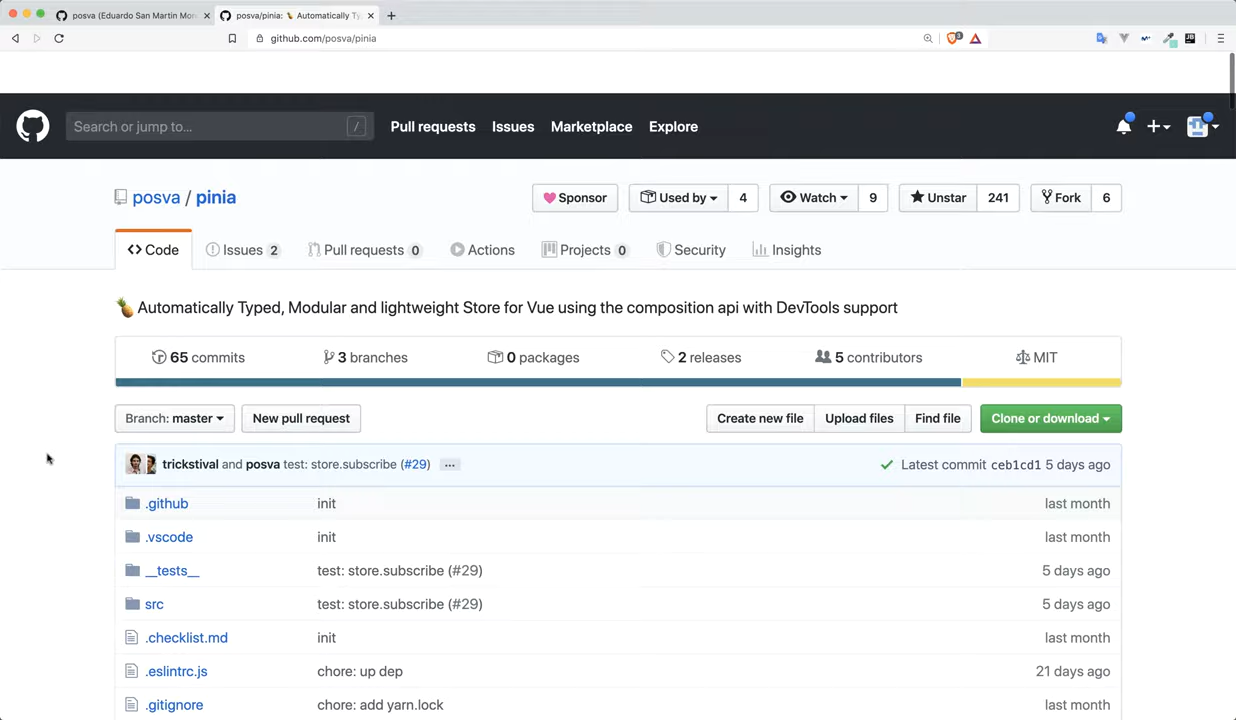 posva (Eduardo San Martin Mor
posva/pinia: 🍍 Automatically Ty
github.com/posva/pinia
Search or jump to... /
Pull requests Issues Marketplace Explore
posva / pinia
Sponsor Used by 4 Watch 9 Unstar 241 Fork 6
Code Issues 2 Pull requests 0 Actions Projects 0 Security Insights
🍍 Automatically Typed, Modular and lightweight Store for Vue using the composition api with DevTools support
65 commits 3 branches 0 packages 2 releases 5 contributors MIT
Branch: master New pull request Create new file Upload files Find file Clone or download
trickstival and posva test: store.subscribe (#29) ... Latest commit ceb1cd1 5 days ago
.github init last month
.vscode init last month
__tests__ test: store.subscribe (#29) 5 days ago
src test: store.subscribe (#29) 5 days ago
.checklist.md init last month
.eslintrc.js chore: up dep 21 days ago
.gitignore chore: add yarn.lock last month